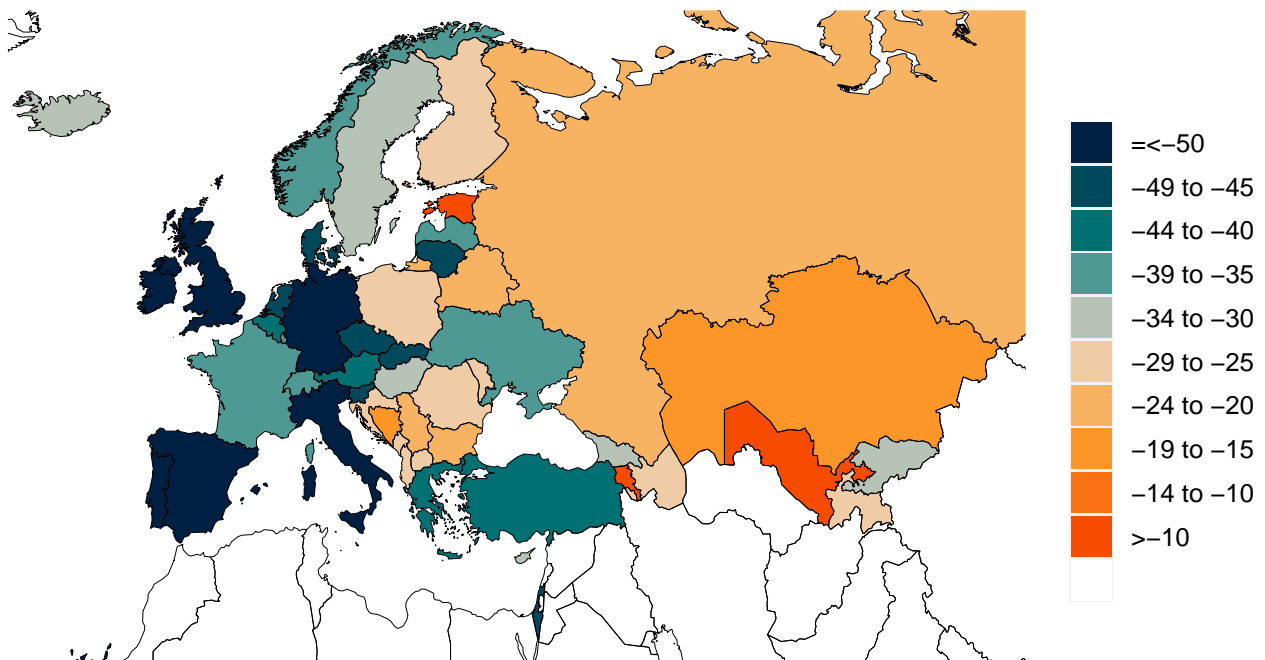 =<−50
−49 to −45
−44 to −40
−39 to −35
−34 to −30
−29 to −25
−24 to −20
−19 to −15
−14 to −10
>−10